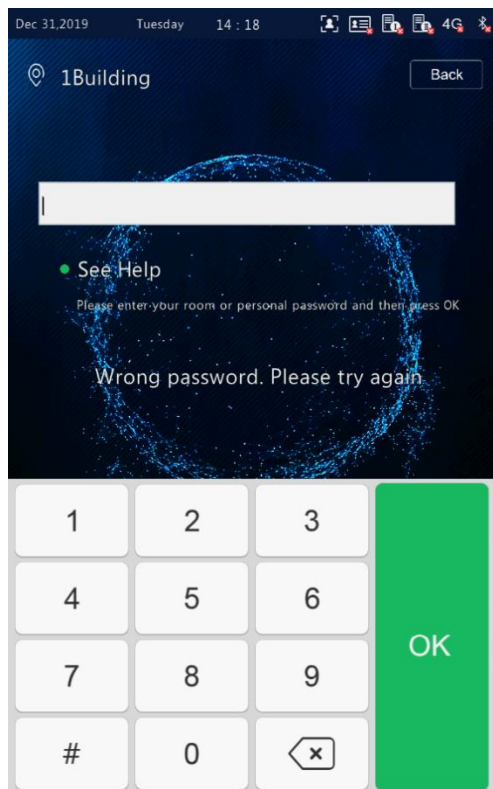 Dec 31,2019 Tuesday 14 : 18 4G
1Building Back
See Help
Please enter your room or personal password and then press OK
Wrong password. Please try again
1 2 3
4 5 6
OK
7 8 9
# 0